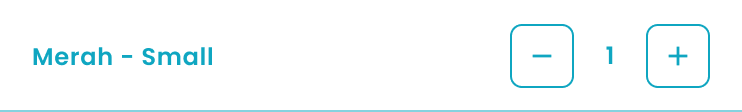 Merah - Small − 1 +